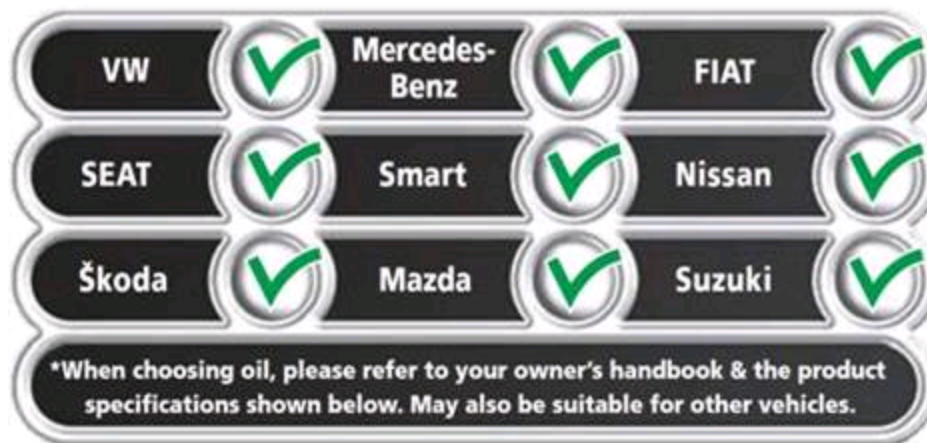 VW
Mercedes-
Benz
FIAT
SEAT
Smart
Nissan
Škoda
Mazda
Suzuki
*When choosing oil, please refer to your owner's handbook & the product
specifications shown below. May also be suitable for other vehicles.